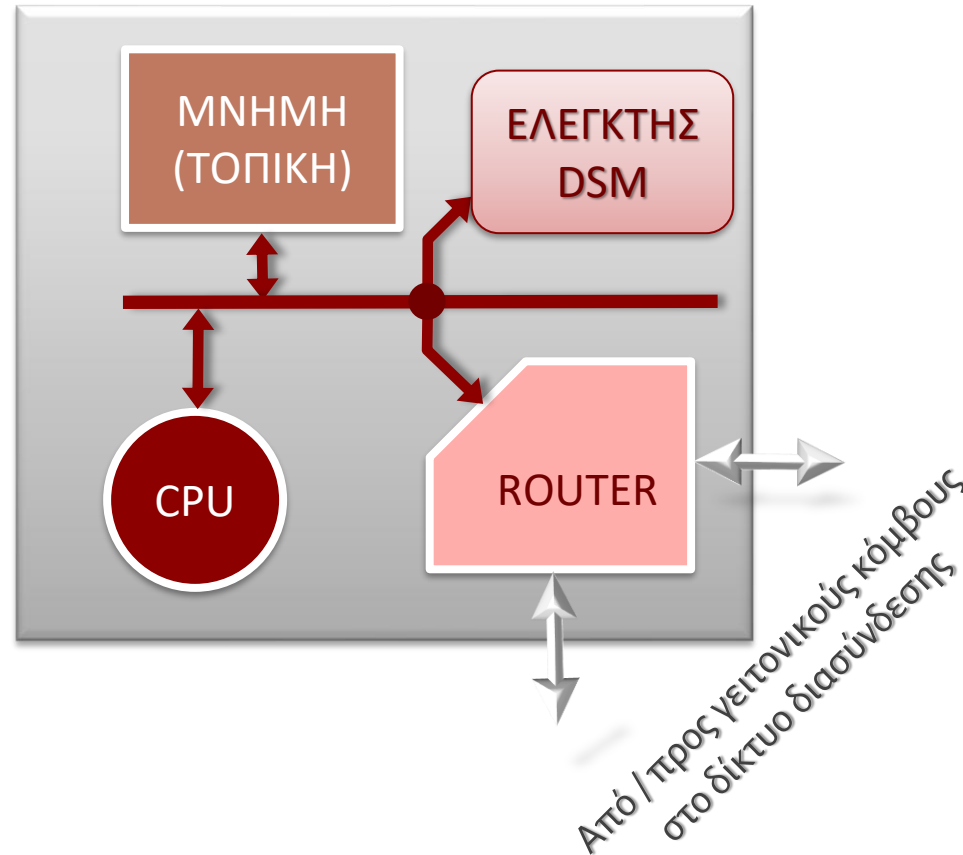 ΜΝΗΜΗ
(ΤΟΠΙΚΗ)
ΕΛΕΓΚΤΗΣ
DSM
CPU
ROUTER
Από / προς γειτονικούς κόμβους
στο δίκτυο διασύνδεσης